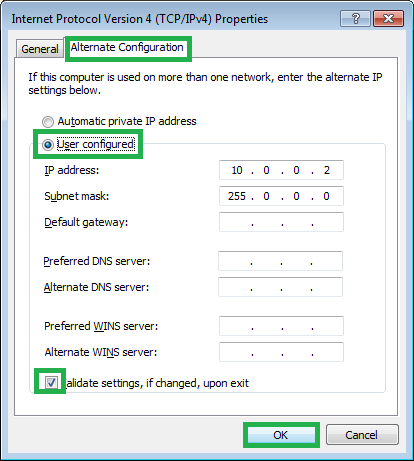 Internet Protocol Version 4 (TCP/IPv4) Properties
General
Alternate Configuration
If this computer is used on more than one network, enter the alternate IP
settings below.
Automatic private IP address
User configured
IP address: 10 . 0 . 0 . 2
Subnet mask: 255 . 0 . 0 . 0
Default gateway: . . .
Preferred DNS server: . . .
Alternate DNS server: . . .
Preferred WINS server: . . .
Alternate WINS server: . . .
alidate settings, if changed, upon exit
OK Cancel